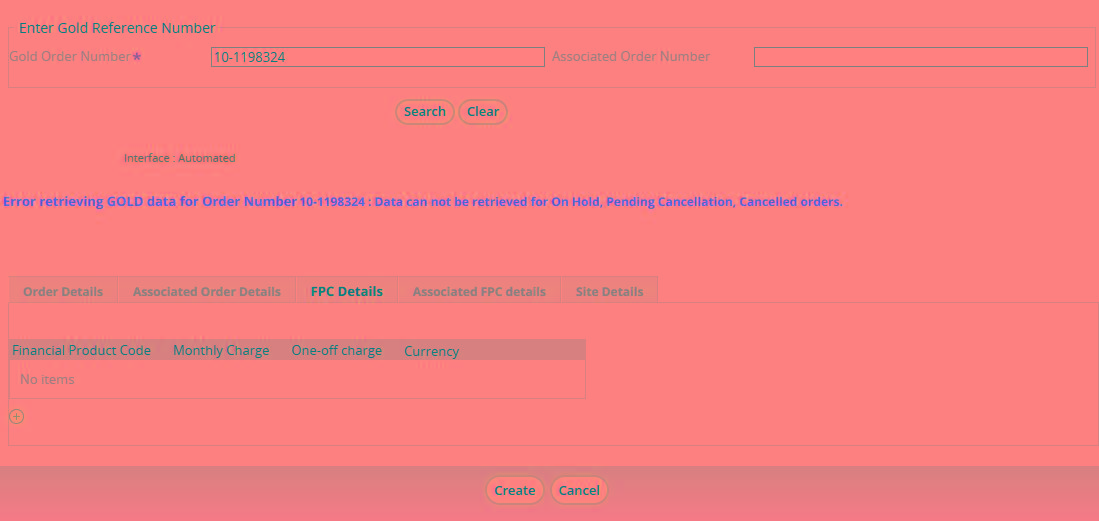 Enter Gold Reference Number
Gold Order Number* 10-1198324 Associated Order Number
Search Clear
Interface : Automated
Error retrieving GOLD data for Order Number 10-1198324 : Data can not be retrieved for On Hold, Pending Cancellation, Cancelled orders.
Order Details Associated Order Details FPC Details Associated FPC details Site Details
Financial Product Code Monthly Charge One-off charge Currency
No items
Create Cancel